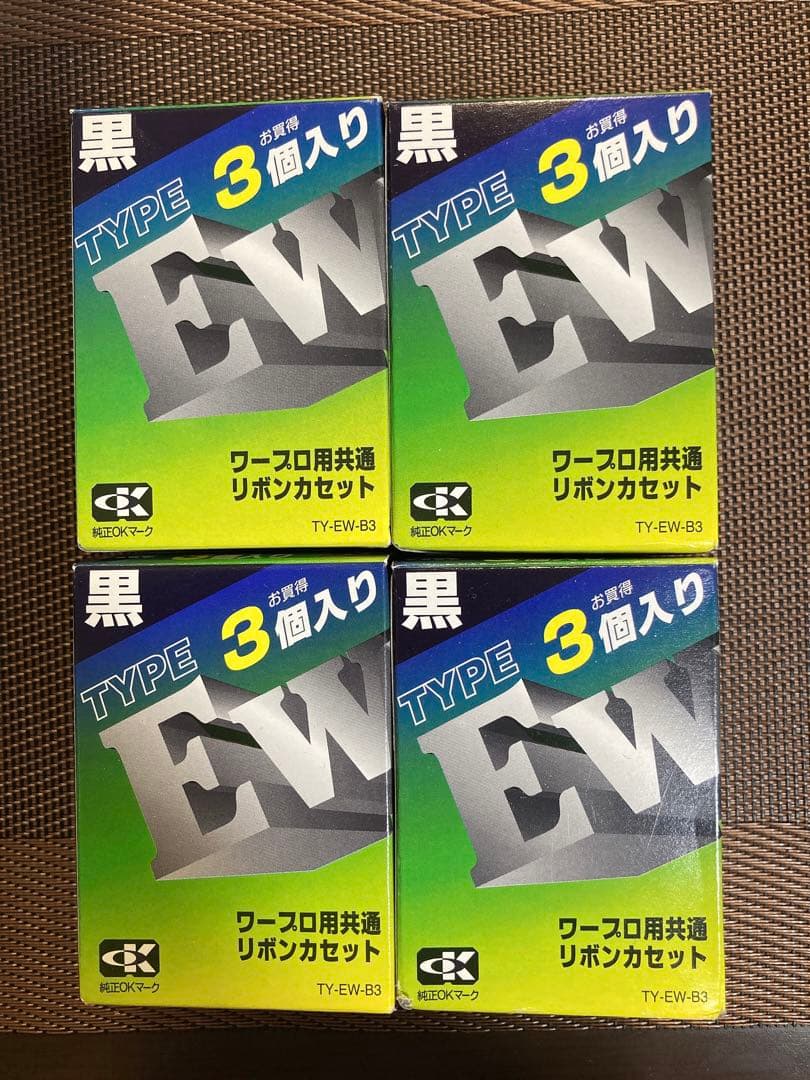 黒
お買得
3個入り
TYPE
EW
ワープロ用共通
リボンカセット
OK
純正OKマーク
TY-EW-B3
黒
お買得
3個入り
TYPE
EW
ワープロ用共通
リボンカセット
OK
純正OKマーク
TY-EW-B3
黒
お買得
3個入り
TYPE
EW
ワープロ用共通
リボンカセット
OK
純正OKマーク
TY-EW-B3
黒
お買得
3個入り
TYPE
EW
ワープロ用共通
リボンカセット
OK
純正OKマーク
TY-EW-B3